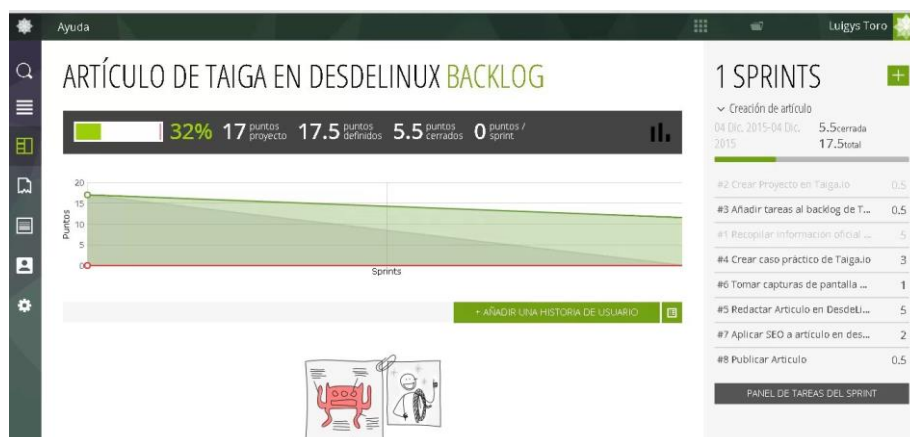 Ayuda
Luigys Toro
ARTÍCULO DE TAIGA EN DESDELINUX BACKLOG
32% 17 puntos proyecto 17.5 puntos definidos 5.5 puntos cerrados 0 puntos / sprint
20
15
10
5
0
Puntos
Sprints
+ AÑADIR UNA HISTORIA DE USUARIO
1 SPRINTS
Creación de artículo
04 Dic. 2015-04 Dic. 2015
5.5cerrada
17.5total
#2 Crear Proyecto en Taiga.io 0.5
#3 Añadir tareas al backlog de T... 0.5
#1 Recopilar Información oficial ... 5
#4 Crear caso práctico de Taiga.io 3
#6 Tomar capturas de pantalla ... 1
#5 Redactar Articulo en DesdeLi... 5
#7 Aplicar SEO a artículo en des... 2
#8 Publicar Articulo 0.5
PANEL DE TAREAS DEL SPRINT